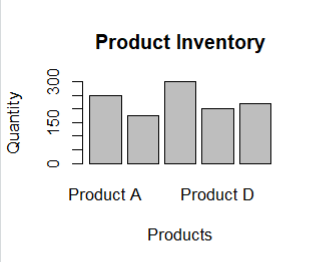 Product Inventory
Quantity
300
150
0
Product A Product D
Products